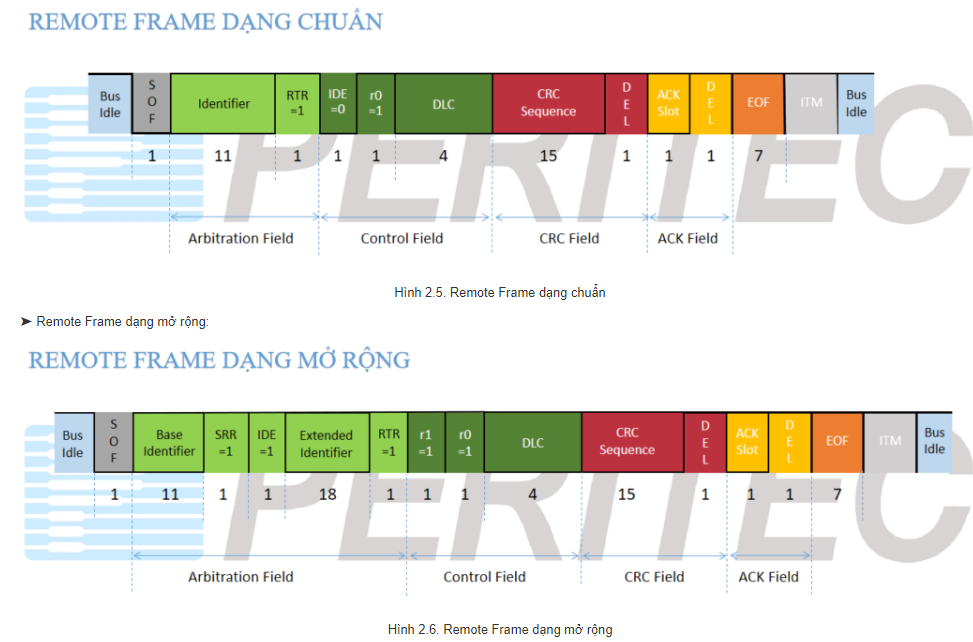 REMOTE FRAME DẠNG CHUẨN
Bus Idle SOF Identifier RTR =1 IDE =0 r0 =1 DLC CRC Sequence DEL ACK Slot DEL EOF ITM Bus Idle
1 11 1 1 1 4 15 1 1 1 7
Arbitration Field Control Field CRC Field ACK Field
PERITEC
Hình 2.5. Remote Frame dạng chuẩn
➤ Remote Frame dạng mở rộng:
REMOTE FRAME DẠNG MỞ RỘNG
Bus Idle SOF Base Identifier SRR =1 IDE =1 Extended Identifier RTR =1 r1 =1 r0 =1 DLC CRC Sequence DEL ACK Slot DEL EOF ITM Bus Idle
1 11 1 1 18 1 1 1 4 15 1 1 1 7
Arbitration Field Control Field CRC Field ACK Field
PERITEC
Hình 2.6. Remote Frame dạng mở rộng